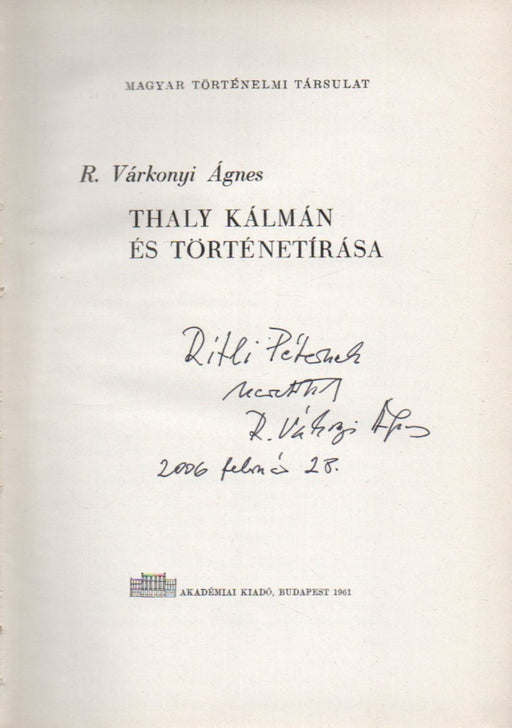 MAGYAR TÖRTÉNELMI TÁRSULAT
R. Várkonyi Ágnes
THALY KÁLMÁN
ÉS TÖRTÉNETÍRÁSA
Ritli Péternek
szeretettel
R. Várkonyi Ágnes
2006 február 28.
AKADÉMIAI KIADÓ, BUDAPEST 1961